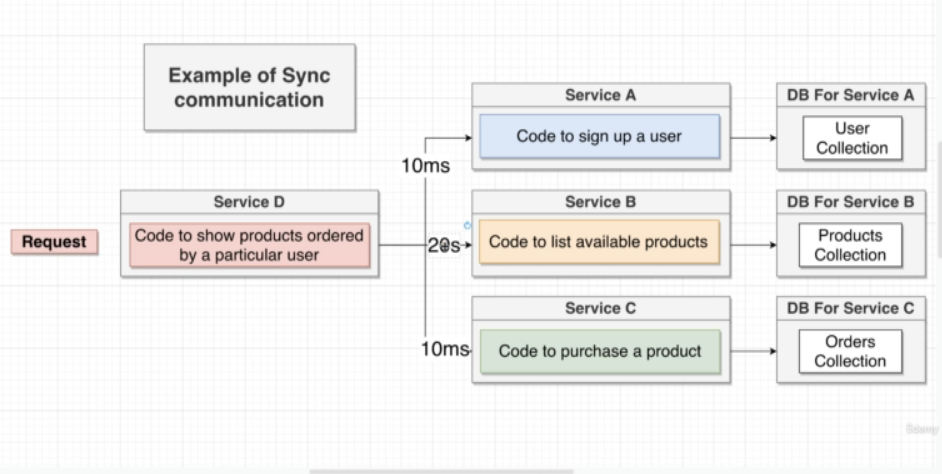 Example of Sync
communication
Service A
Code to sign up a user
DB For Service A
User
Collection
10ms
Service D
Code to show products ordered
by a particular user
Request
Service B
Code to list available products
DB For Service B
Products
Collection
Service C
Code to purchase a product
DB For Service C
Orders
Collection
10ms